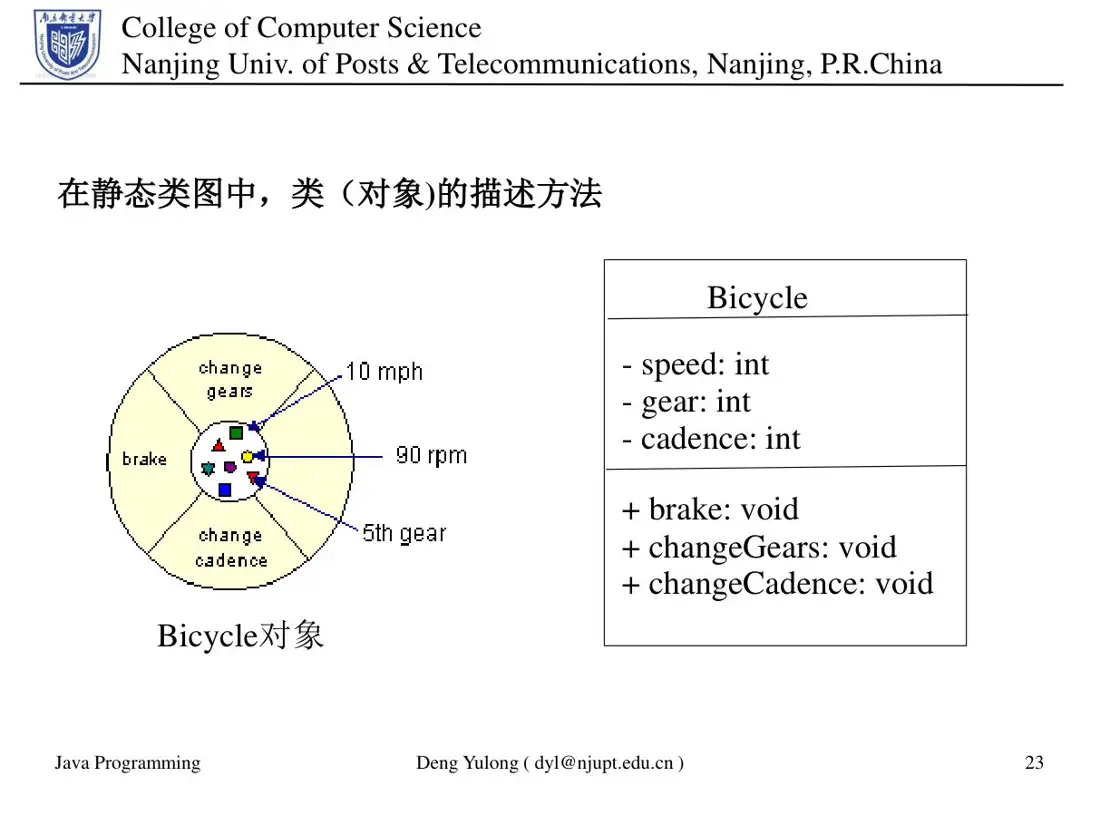 College of Computer Science
Nanjing Univ. of Posts & Telecommunications, Nanjing, P.R.China
在静态类图中，类（对象)的描述方法
change
gears
brake
change
cadence
10 mph
90 rpm
5th gear
Bicycle对象
Bicycle
- speed: int
- gear: int
- cadence: int
+ brake: void
+ changeGears: void
+ changeCadence: void
Java Programming
Deng Yulong ( dyl@njupt.edu.cn )
23